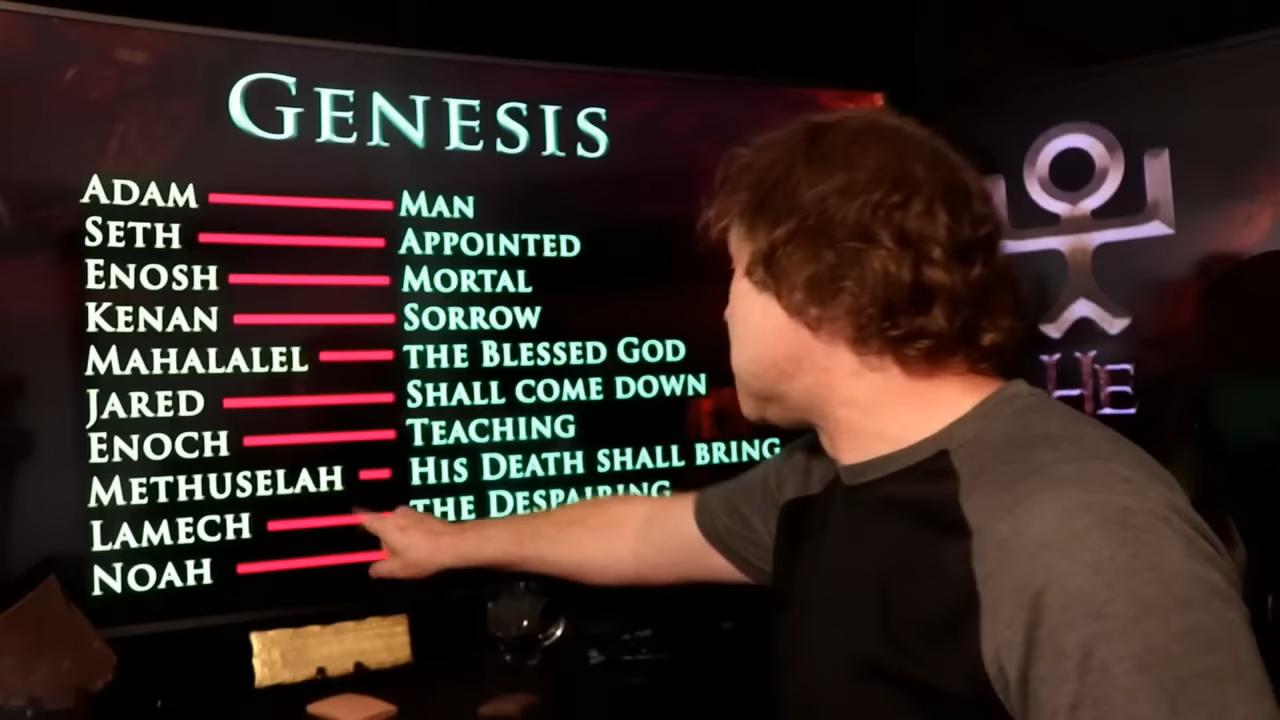 GENESIS
ADAM MAN
SETH APPOINTED
ENOSH MORTAL
KENAN SORROW
MAHALALEL THE BLESSED GOD
JARED SHALL COME DOWN
ENOCH TEACHING
METHUSELAH HIS DEATH SHALL BRING
LAMECH THE DESPAIRING
NOAH
HE